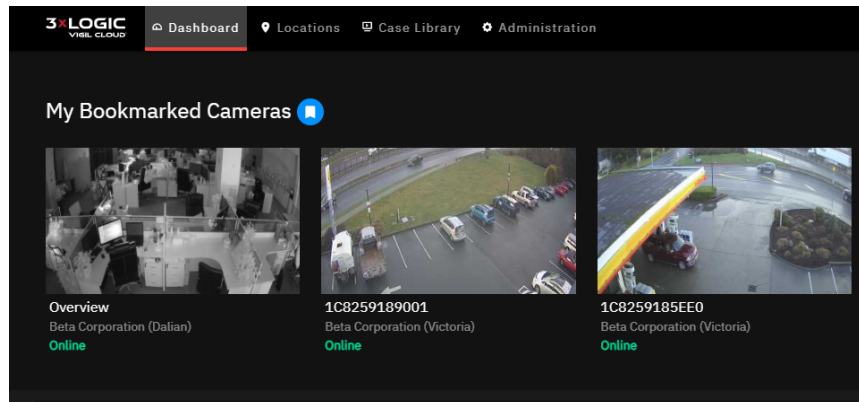 3xLOGIC
VIGIL CLOUD
Dashboard
Locations
Case Library
Administration
My Bookmarked Cameras
Overview
Beta Corporation (Dalian)
Online
1C8259189001
Beta Corporation (Victoria)
Online
1C8259185EE0
Beta Corporation (Victoria)
Online